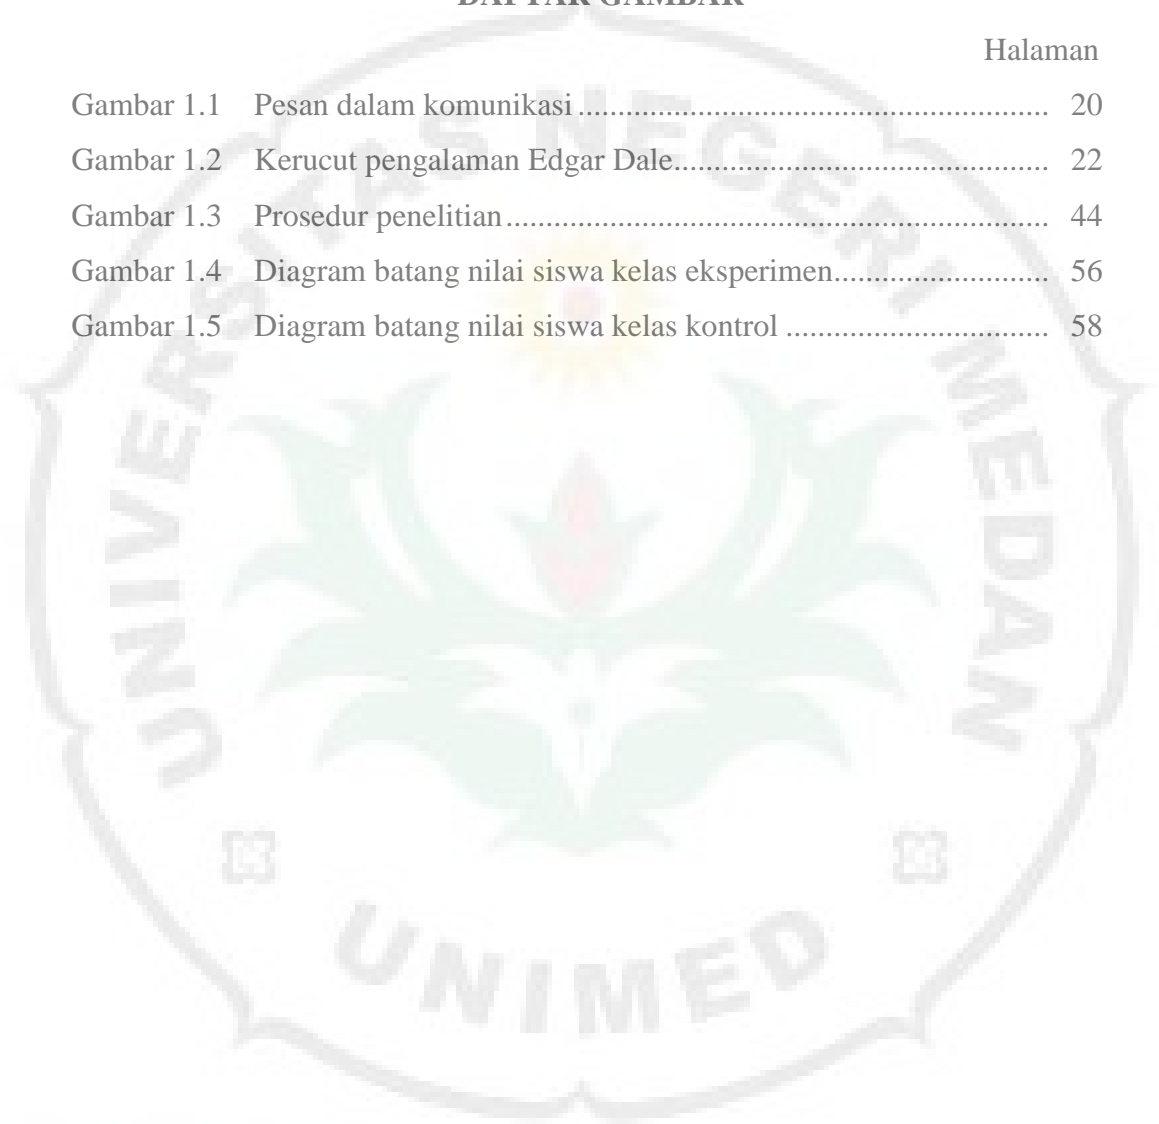 DAFTAR GAMBAR
Halaman
Gambar 1.1 Pesan dalam komunikasi ........................................................... 20
Gambar 1.2 Kerucut pengalaman Edgar Dale............................................... 22
Gambar 1.3 Prosedur penelitian .................................................................... 44
Gambar 1.4 Diagram batang nilai siswa kelas eksperimen........................... 56
Gambar 1.5 Diagram batang nilai siswa kelas kontrol ................................. 58
UNIVERSITAS NEGERI MEDAN
UNIMED